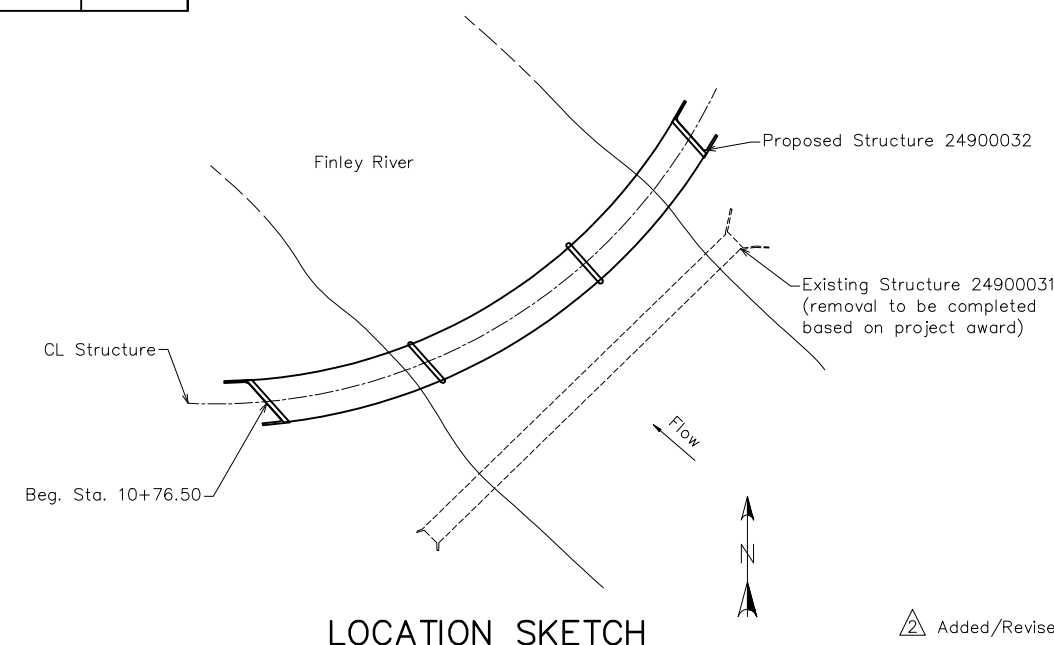 Finley River
Proposed Structure 24900032
Existing Structure 24900031
(removal to be completed
based on project award)
CL Structure
Flow
Beg. Sta. 10+76.50
N
LOCATION SKETCH
2 Added/Revise